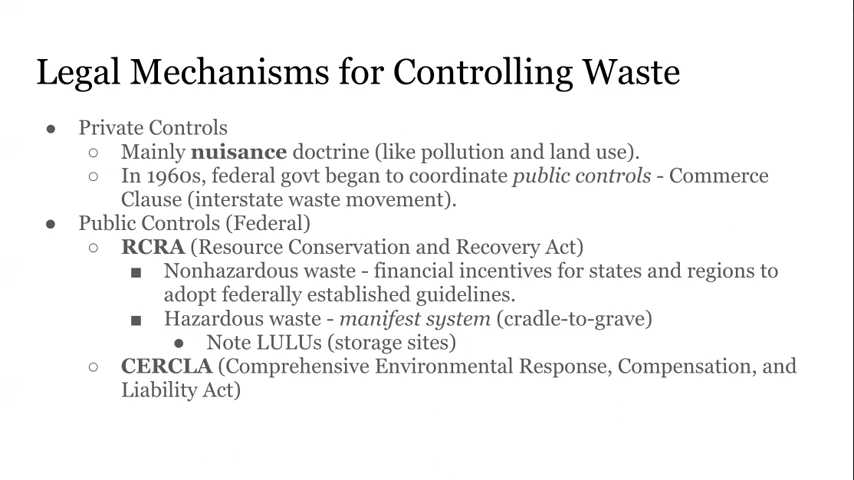 Legal Mechanisms for Controlling Waste
● Private Controls
○ Mainly nuisance doctrine (like pollution and land use).
○ In 1960s, federal govt began to coordinate public controls - Commerce
Clause (interstate waste movement).
● Public Controls (Federal)
○ RCRA (Resource Conservation and Recovery Act)
■ Nonhazardous waste - financial incentives for states and regions to
adopt federally established guidelines.
■ Hazardous waste - manifest system (cradle-to-grave)
● Note LULUs (storage sites)
○ CERCLA (Comprehensive Environmental Response, Compensation, and
Liability Act)